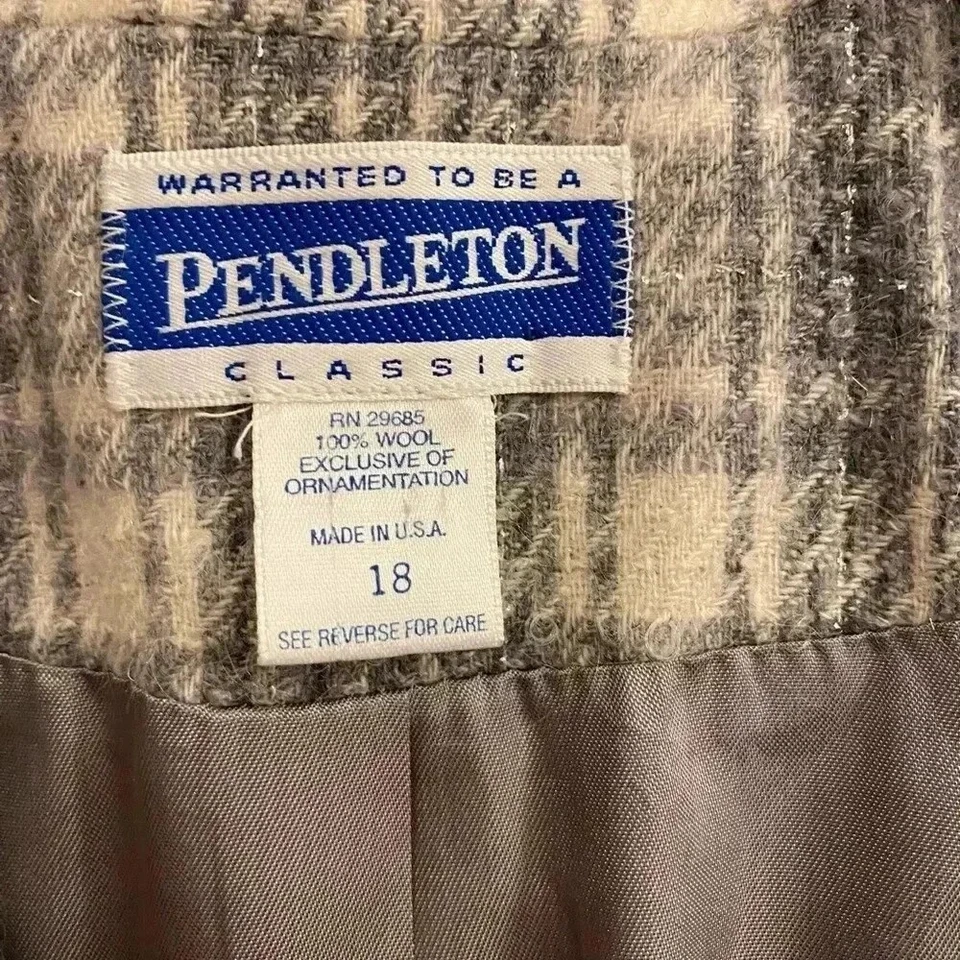 WARRANTED TO BE A
PENDLETON
CLASSIC
RN 29685
100% WOOL
EXCLUSIVE OF
ORNAMENTATION
MADE IN U.S.A.
18
SEE REVERSE FOR CARE